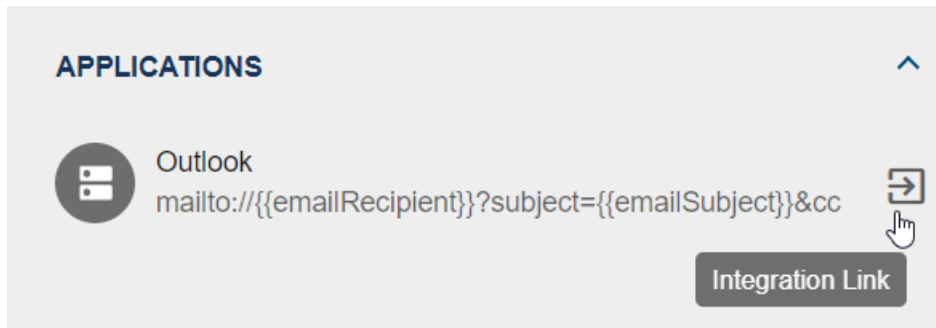 APPLICATIONS
Outlook
mailto://{{emailRecipient}}?subject={{emailSubject}}&cc
Integration Link